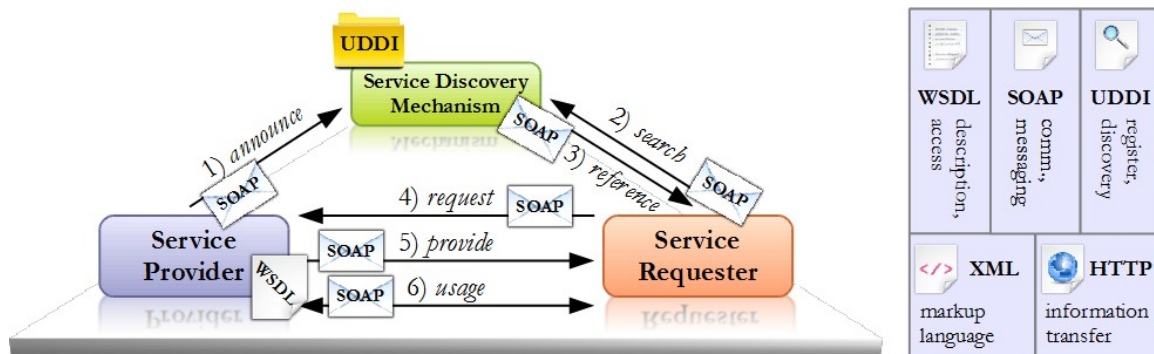 UDDI
Service Discovery
Mechanism
1) announce
SOAP
SOAP
2) search
3) reference
SOAP
4) request
SOAP
Service
Provider
WSDL
5) provide
SOAP
6) usage
SOAP
Service
Requester
WSDL
description,
access
SOAP
comm.,
messaging
UDDI
register,
discovery
</> XML
markup
language
HTTP
information
transfer